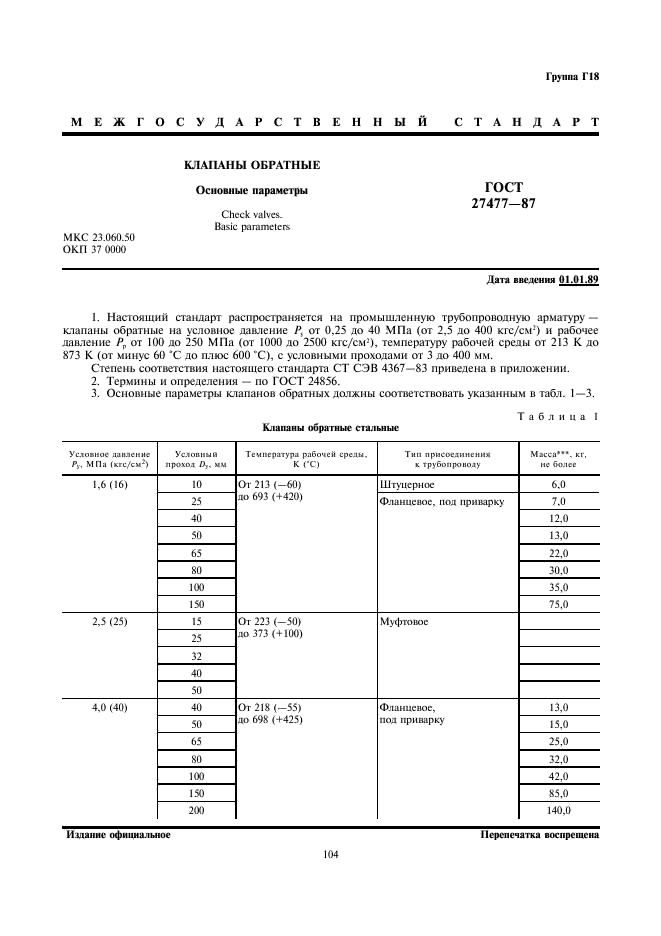 Группа Г18
МЕЖГОСУДАРСТВЕННЫЙ СТАНДАРТ
КЛАПАНЫ ОБРАТНЫЕ
Основные параметры
Check valves.
Basic parameters
ГОСТ
27477—87
МКС 23.060.50
ОКП 37 0000
Дата введения 01.01.89
1. Настоящий стандарт распространяется на промышленную трубопроводную арматуру —
клапаны обратные на условное давление Pу от 0,25 до 40 МПа (от 2,5 до 400 кгс/см²) и рабочее
давление Pр от 100 до 250 МПа (от 1000 до 2500 кгс/см²), температуру рабочей среды от 213 К до
873 К (от минус 60 °С до плюс 600 °С), с условными проходами от 3 до 400 мм.
Степень соответствия настоящего стандарта СТ СЭВ 4367—83 приведена в приложении.
2. Термины и определения — по ГОСТ 24856.
3. Основные параметры клапанов обратных должны соответствовать указанным в табл. 1—3.
Таблица 1
Клапаны обратные стальные
Условное давление Pу, МПа (кгс/см²) Условный проход Dу, мм Температура рабочей среды, К (°С) Тип присоединения к трубопроводу Масса***, кг, не более
1,6 (16) 10 От 213 (—60) Штуцерное 6,0
25 до 693 (+420) Фланцевое, под приварку 7,0
40 12,0
50 13,0
65 22,0
80 30,0
100 35,0
150 75,0
2,5 (25) 15 От 223 (—50) Муфтовое
25 до 373 (+100)
32
40
50
4,0 (40) 40 От 218 (—55) Фланцевое, 13,0
50 до 698 (+425) под приварку 15,0
65 25,0
80 32,0
100 42,0
150 85,0
200 140,0
Издание официальное Перепечатка воспрещена
104